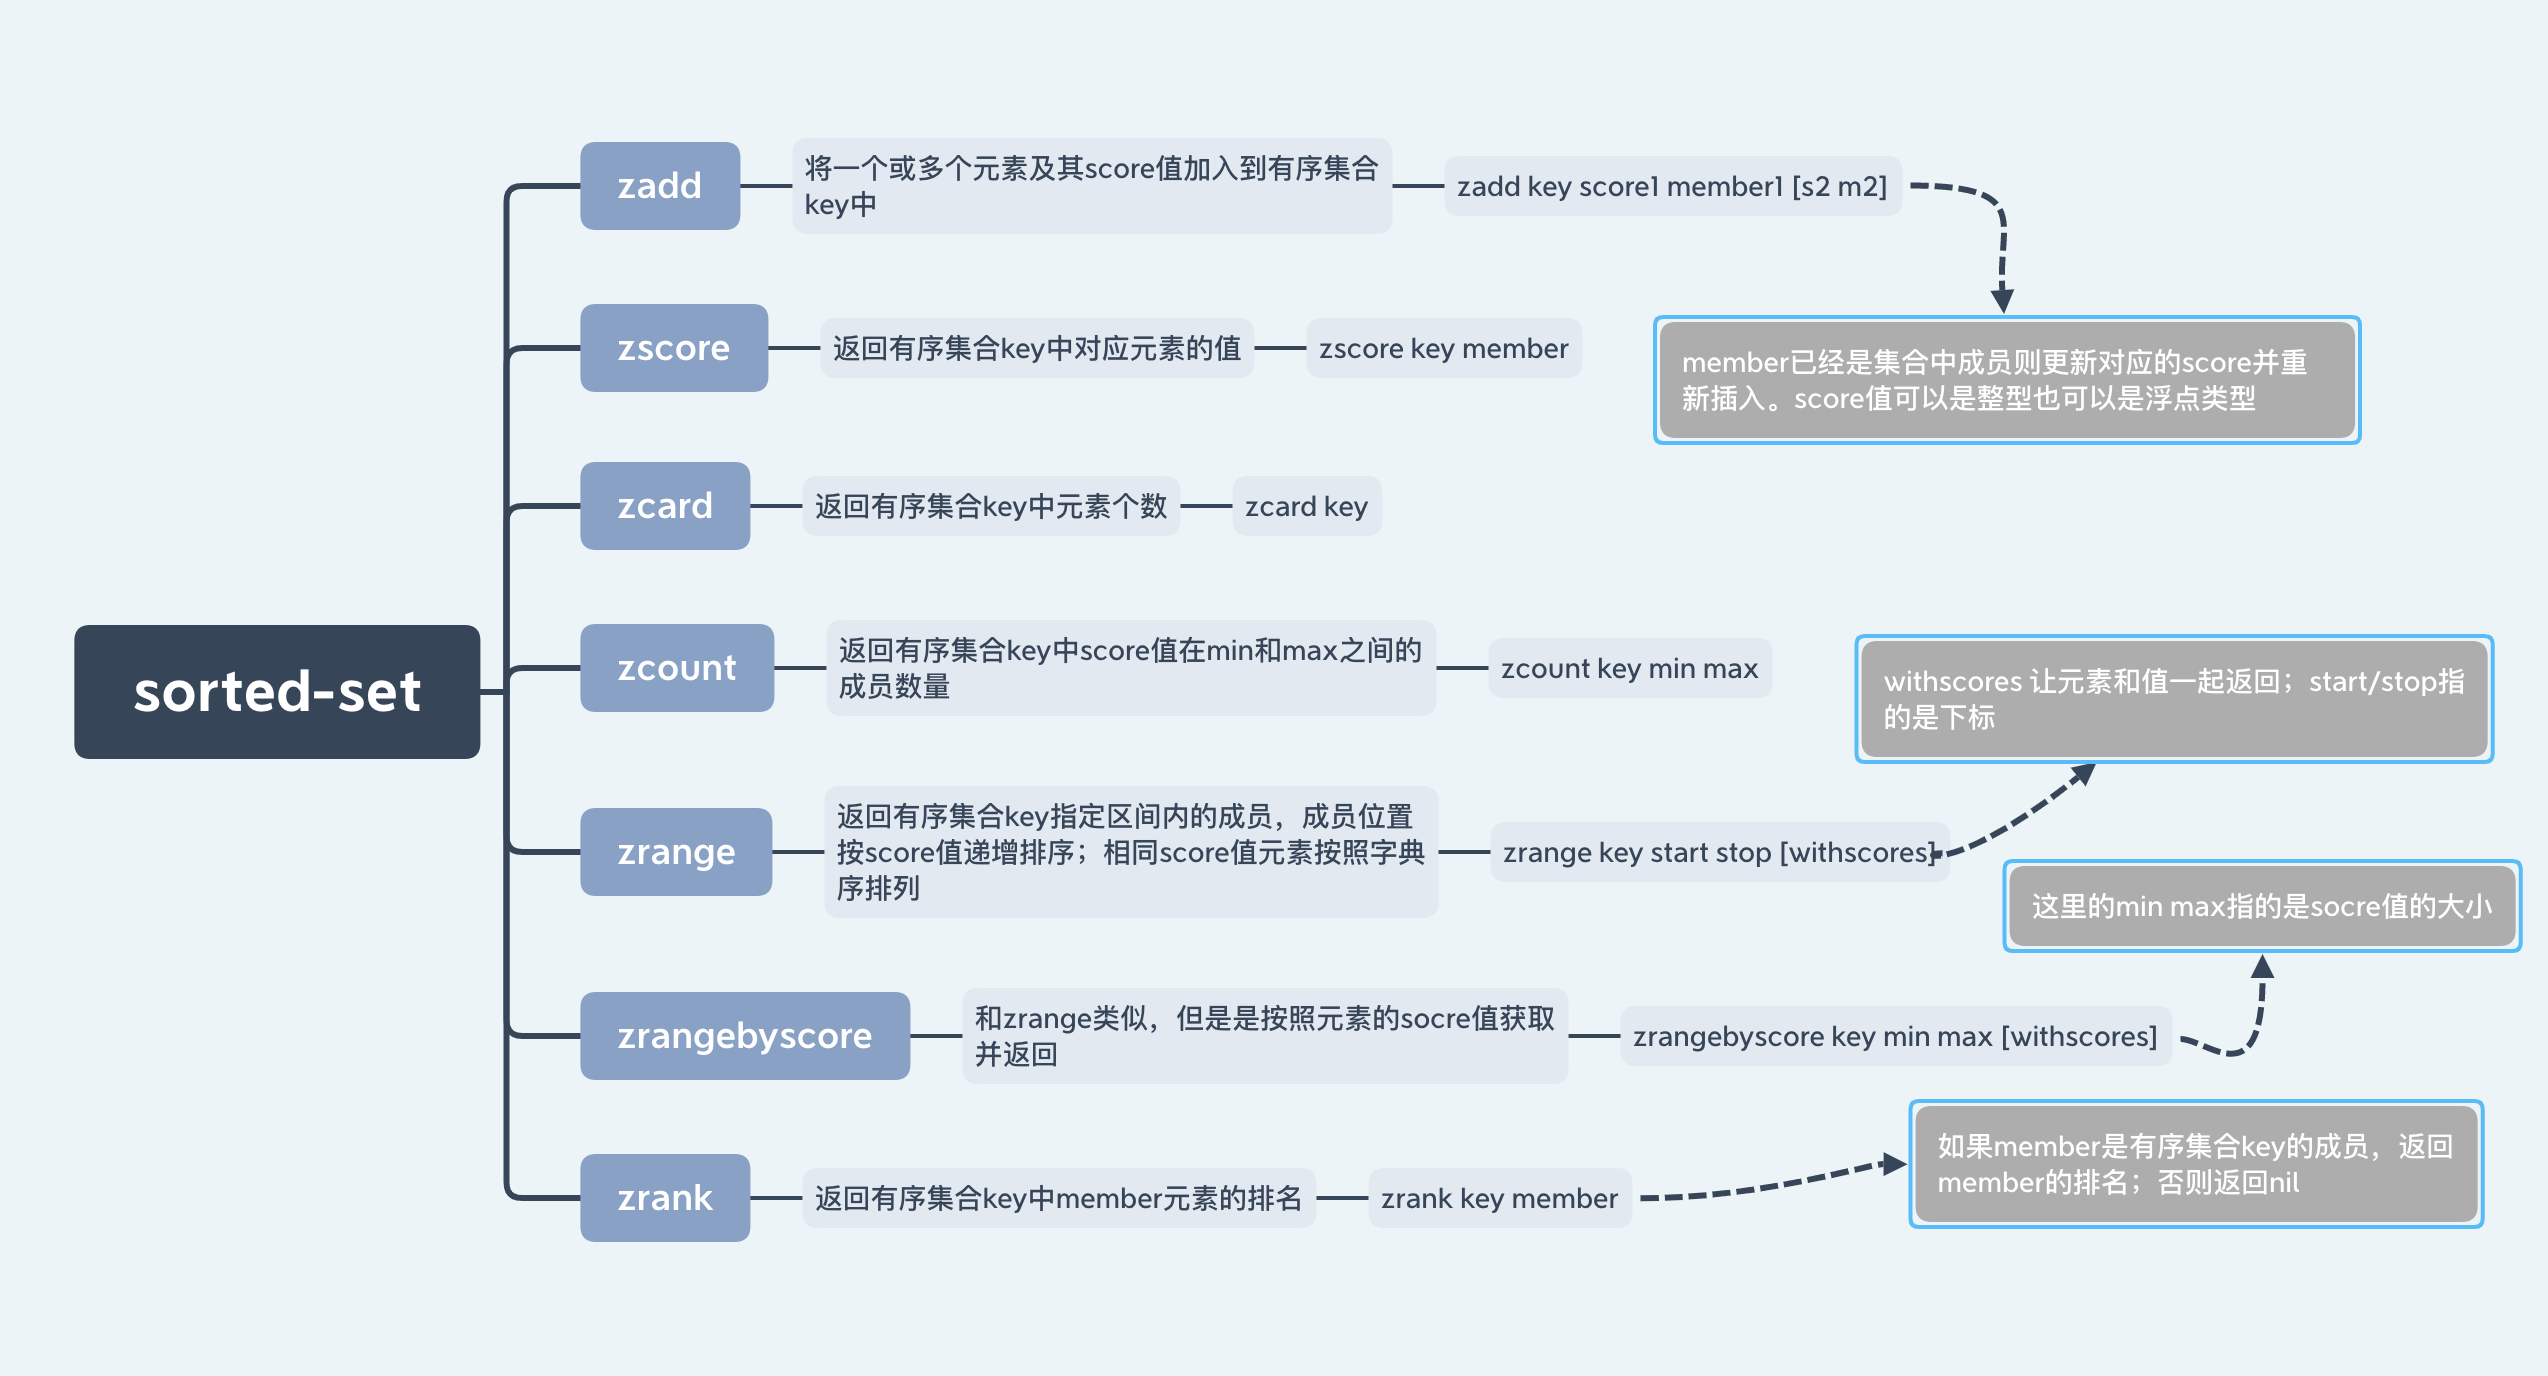 sorted-set
zadd
将一个或多个元素及其score值加入到有序集合
key中
zadd key score1 member1 [s2 m2]
member已经是集合中成员则更新对应的score并重
新插入。score值可以是整型也可以是浮点类型
zscore
返回有序集合key中对应元素的值
zscore key member
zcard
返回有序集合key中元素个数
zcard key
zcount
返回有序集合key中score值在min和max之间的
成员数量
zcount key min max
zrange
返回有序集合key指定区间内的成员，成员位置
按score值递增排序；相同score值元素按照字典
序排列
zrange key start stop [withscores]
withscores 让元素和值一起返回；start/stop指
的是下标
zrangebyscore
和zrange类似，但是是按照元素的socre值获取
并返回
zrangebyscore key min max [withscores]
这里的min max指的是socre值的大小
zrank
返回有序集合key中member元素的排名
zrank key member
如果member是有序集合key的成员，返回
member的排名；否则返回nil